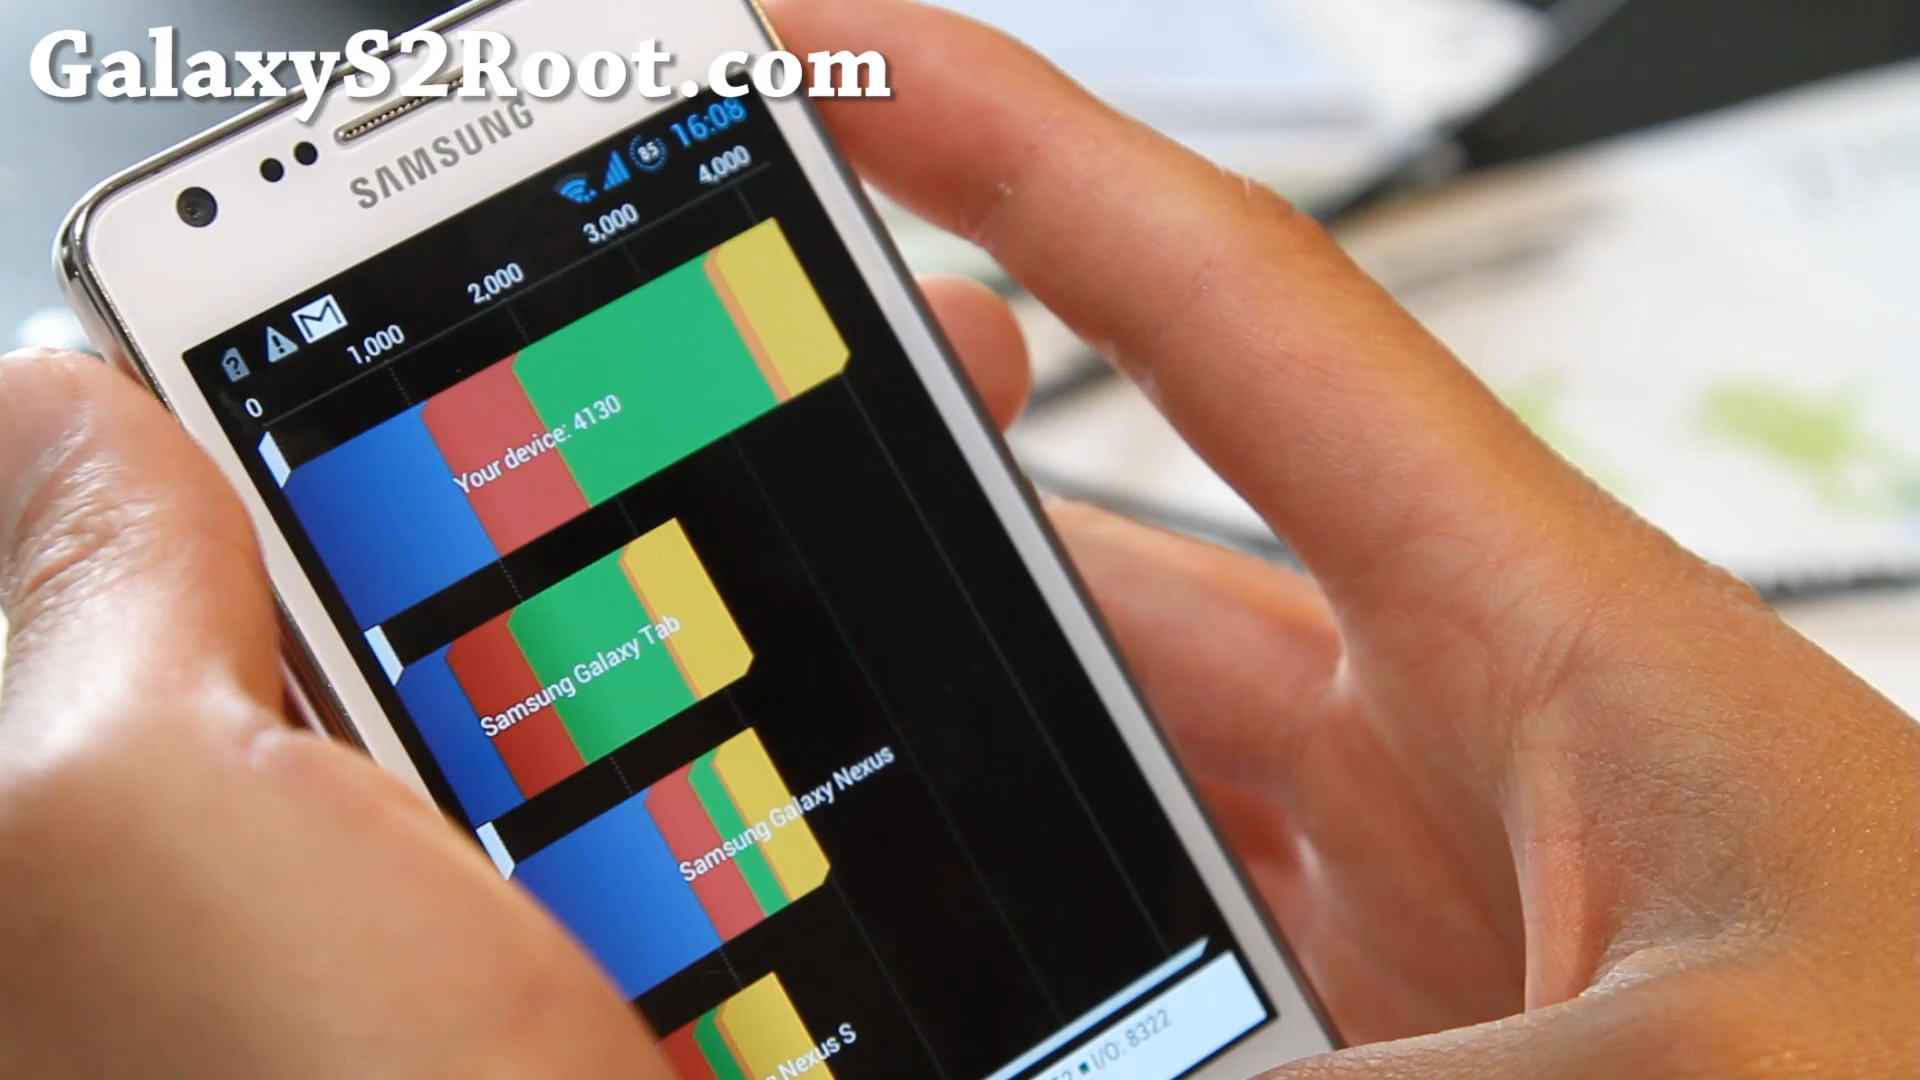 GalaxyS2Root.com
SAMSUNG
85 16:08
0 1,000 2,000 3,000 4,000
Your device: 4130
Samsung Galaxy Tab
Samsung Galaxy Nexus
Nexus S
I/O: 8322